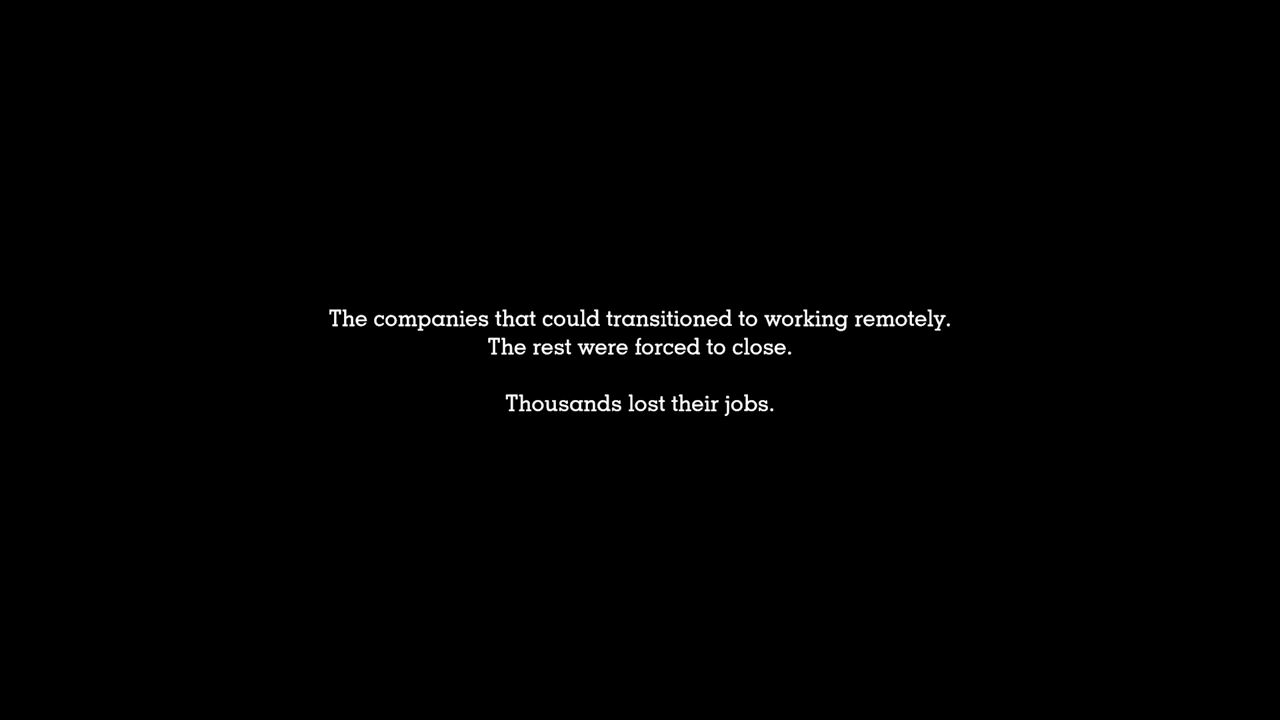 The companies that could transitioned to working remotely.
The rest were forced to close.
Thousands lost their jobs.